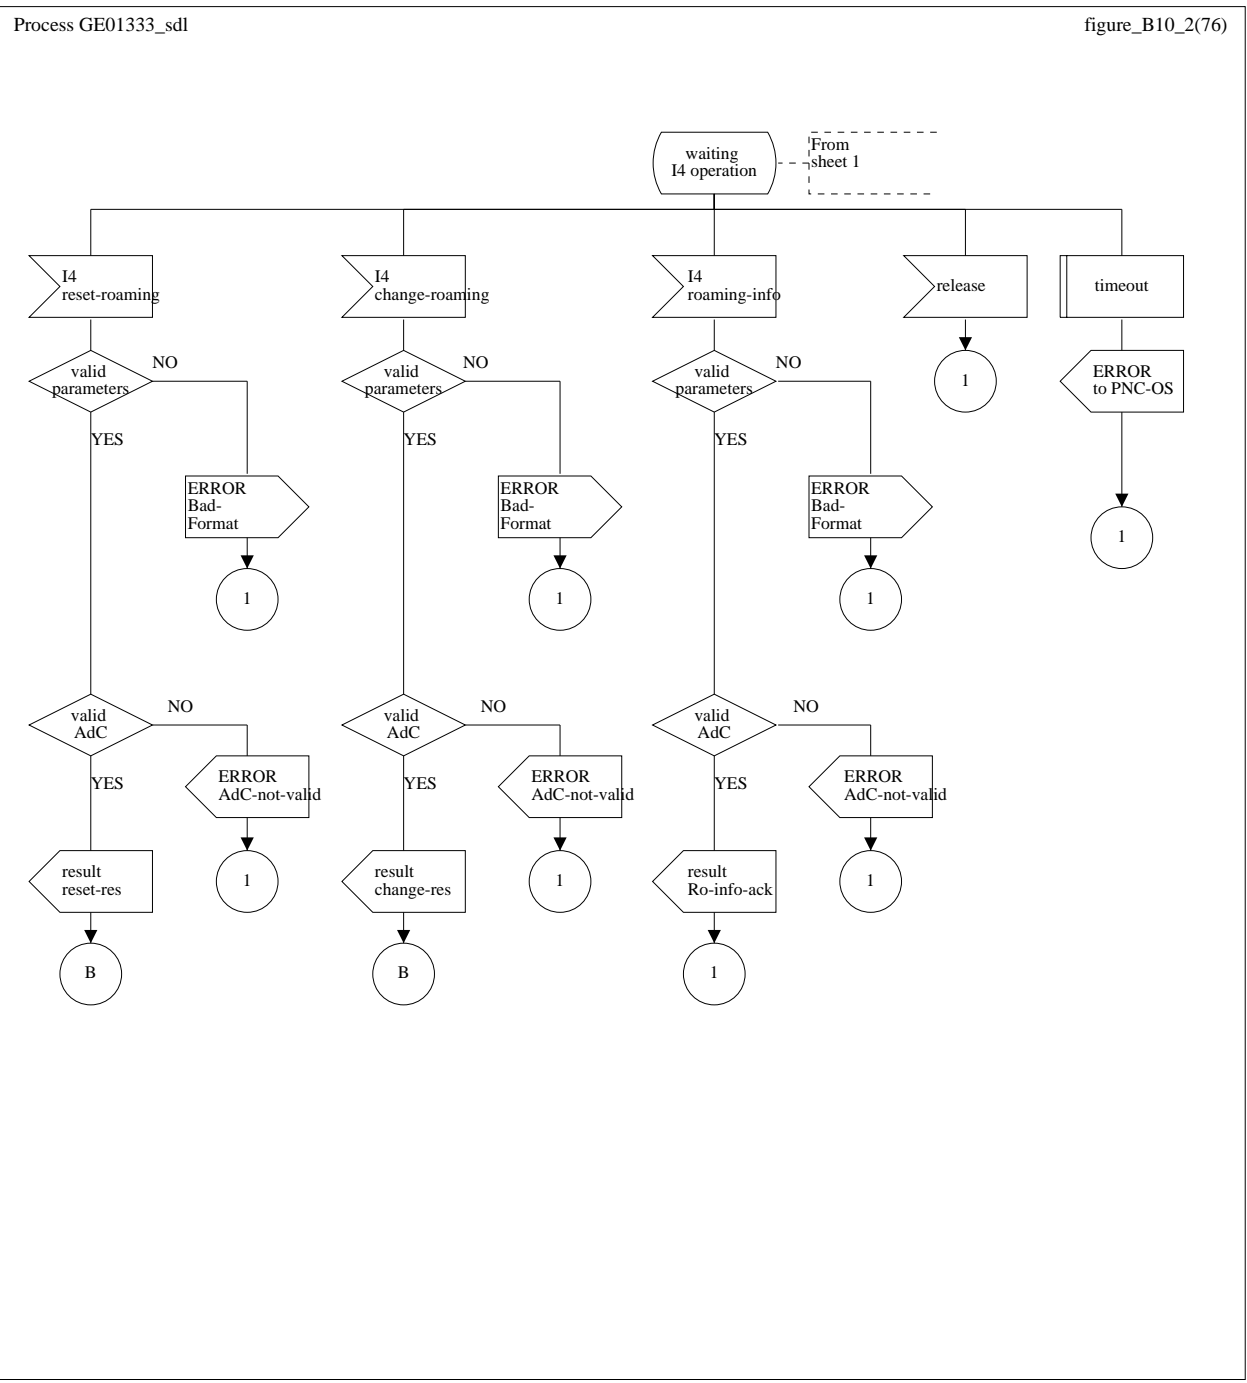 Process GE01333_sdl
figure_B10_2(76)
waiting
I4 operation
From
sheet 1
I4
reset-roaming
I4
change-roaming
I4
roaming-info
release
timeout
valid
parameters
NO
valid
parameters
NO
valid
parameters
NO
1
ERROR
to PNC-OS
YES
YES
YES
ERROR
Bad-
Format
ERROR
Bad-
Format
ERROR
Bad-
Format
1
1
1
1
valid
AdC
NO
valid
AdC
NO
valid
AdC
NO
YES
ERROR
AdC-not-valid
YES
ERROR
AdC-not-valid
YES
ERROR
AdC-not-valid
result
reset-res
1
result
change-res
1
result
Ro-info-ack
1
B
B
1